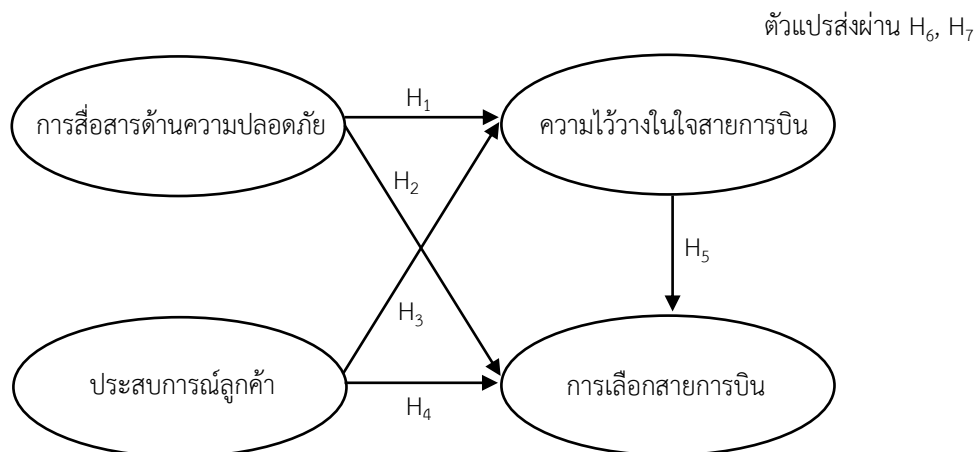 ตัวแปรส่งผ่าน H₆, H₇
การสื่อสารด้านความปลอดภัย
H₁
ความไว้วางในใจสายการบิน
H₂
H₅
H₃
ประสบการณ์ลูกค้า
H₄
การเลือกสายการบิน